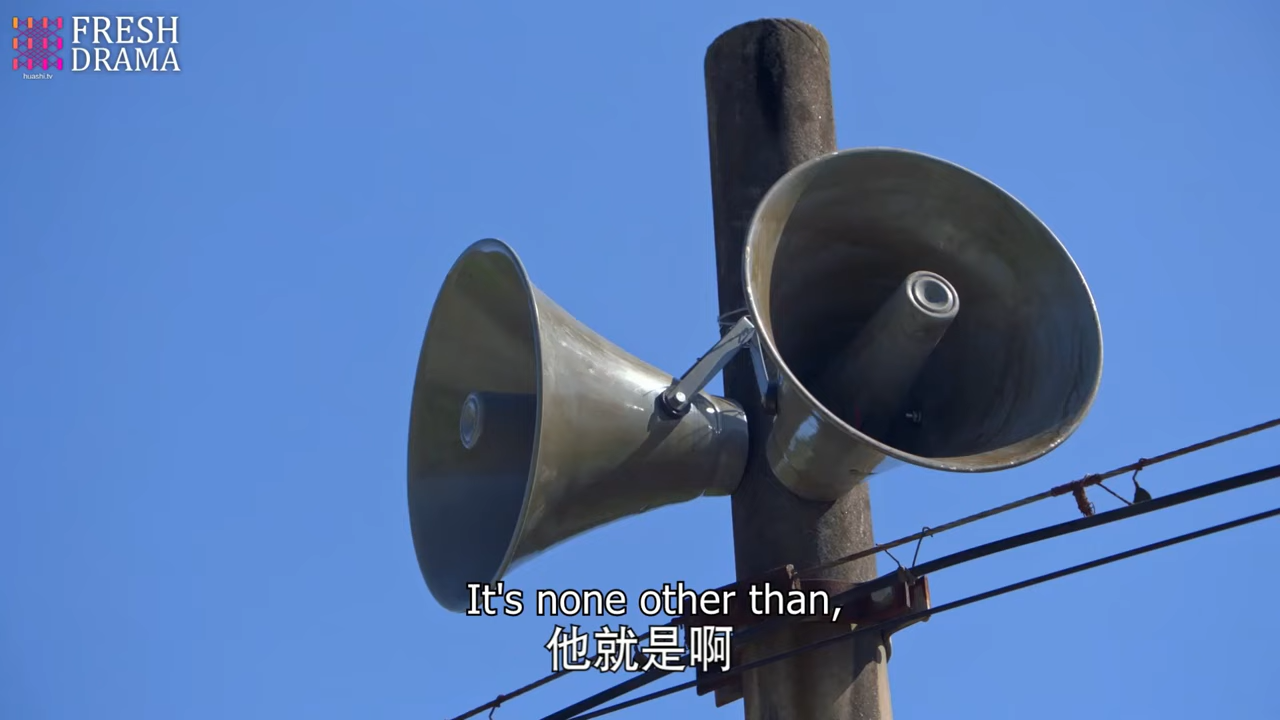 FRESH
DRAMA
huashi.tv
It's none other than,
他就是啊